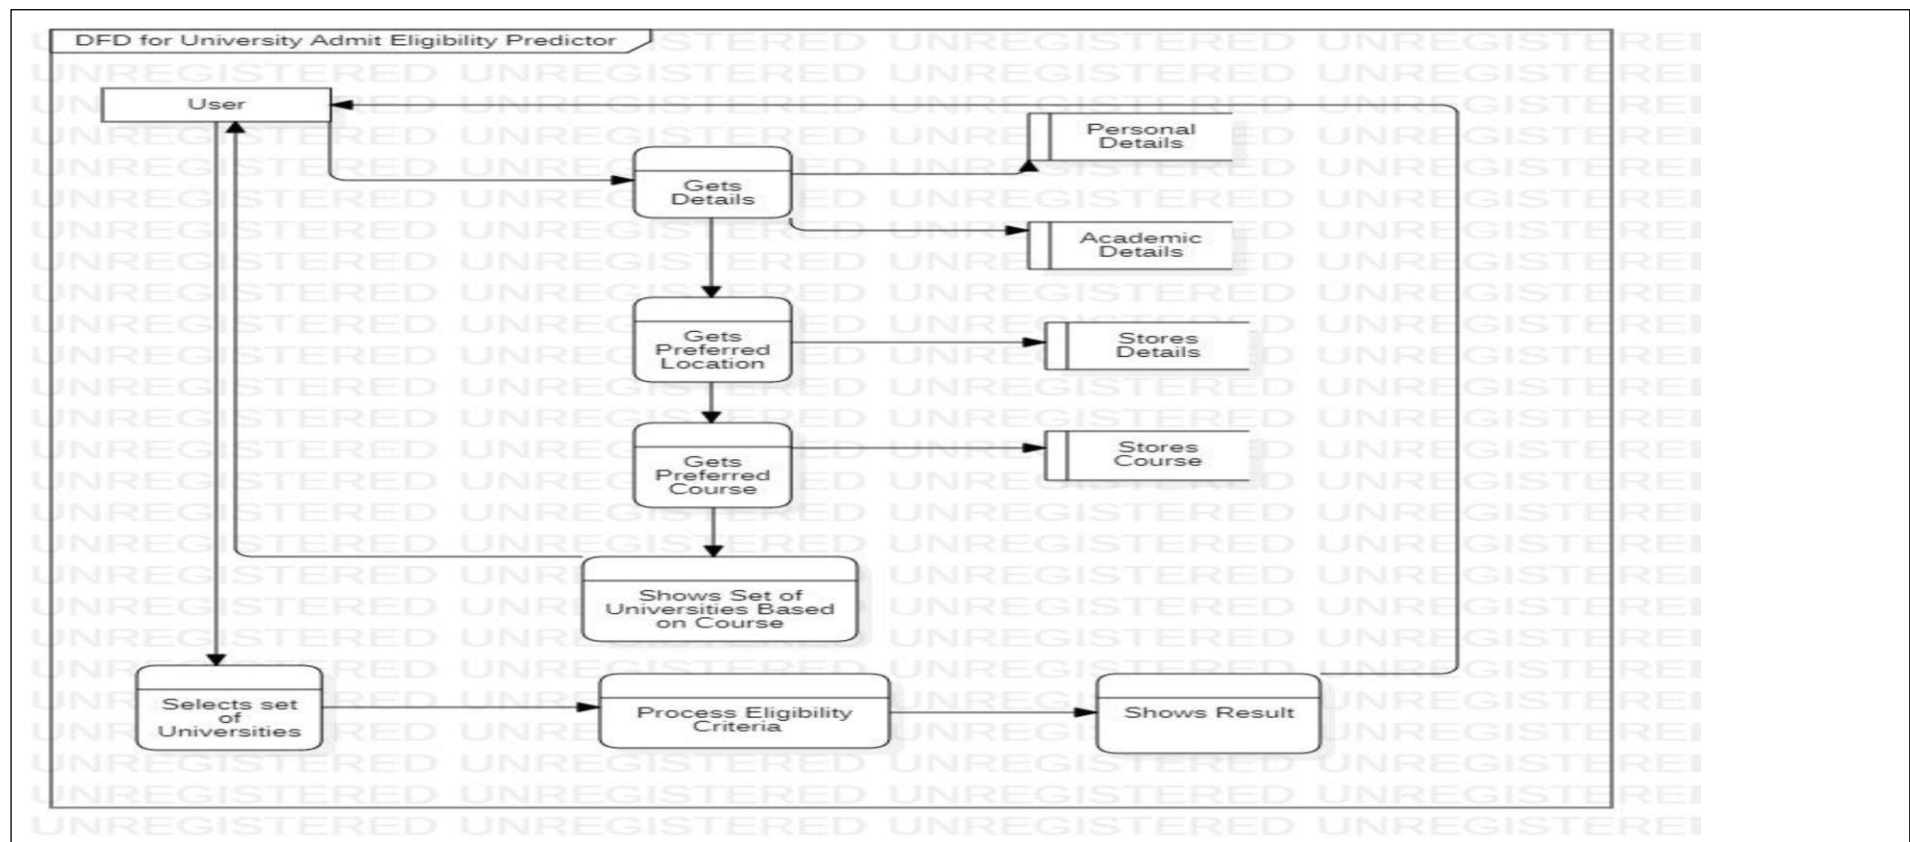 DFD for University Admit Eligibility Predictor
User
Personal
Details
Gets
Details
Academic
Details
Gets
Preferred
Location
Stores
Details
Gets
Preferred
Course
Stores
Course
Shows Set of
Universities Based
on Course
Selects set
of
Universities
Process Eligibility
Criteria
Shows Result
UNREGISTERED